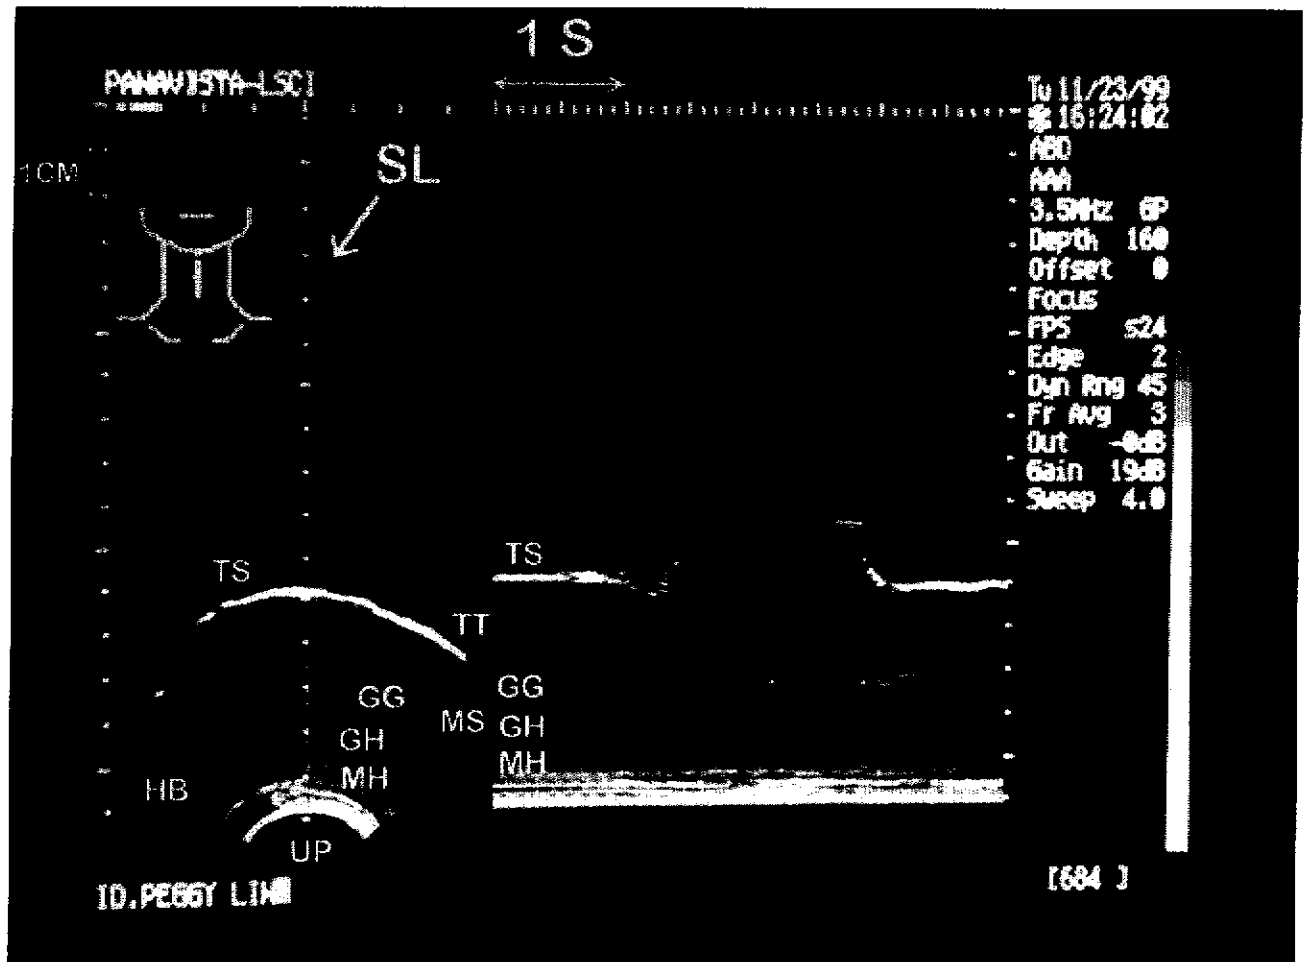 1 S
PANAVISTA-LSCI
1CM
SL
Tu 11/23/99
16:24:02
ABD
AAA
3.5MHz 6P
Depth 160
Offset 0
Focus
FPS s24
Edge 2
Dyn Rng 45
Fr Avg 3
Out -0dB
Gain 19dB
Sweep 4.0
TS
TS
TT
GG
GG
MS
GH
GH
MH
MH
HB
UP
ID.PEGGY LIN
[684 ]